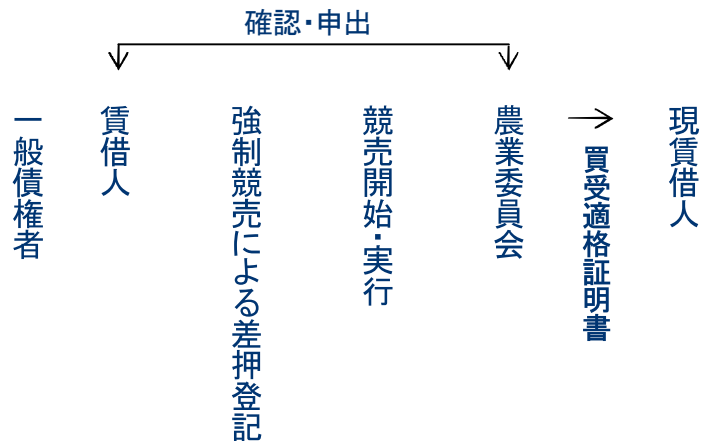 確認・申出
一般債権者
賃借人
強制競売による差押登記
競売開始・実行
農業委員会
買受適格証明書
現賃借人